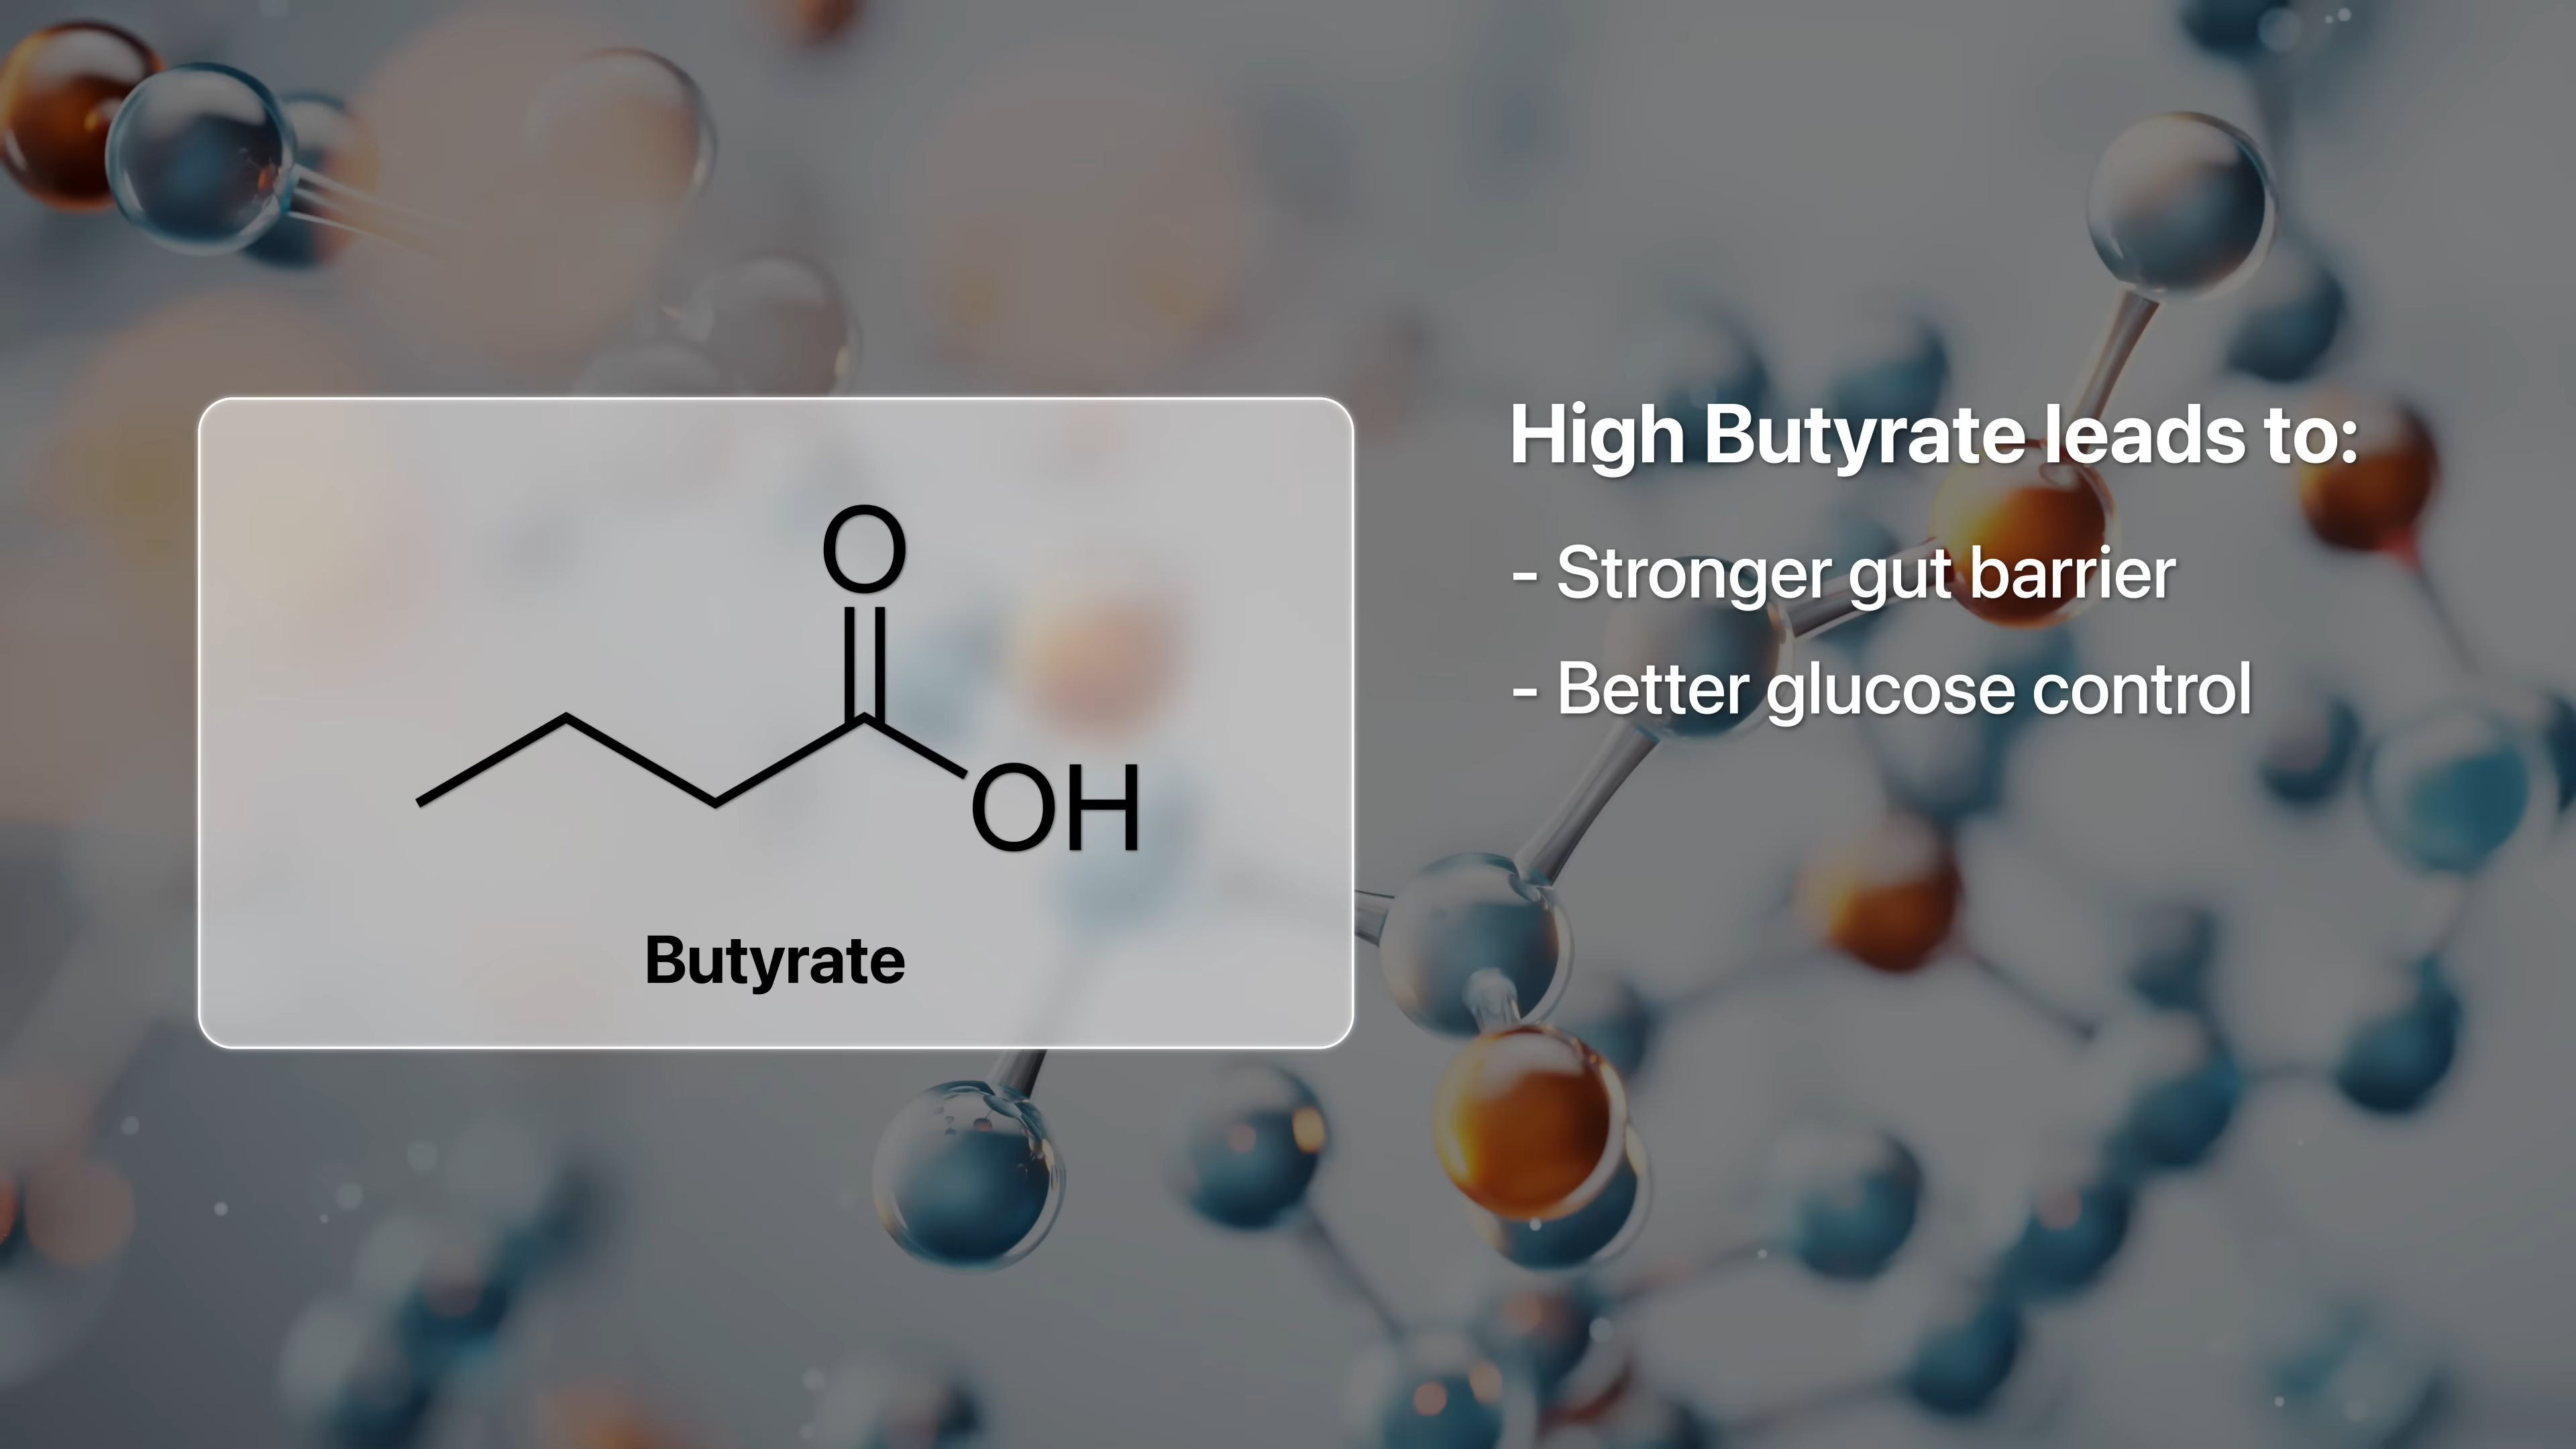 O
OH
Butyrate
High Butyrate leads to:
- Stronger gut barrier
- Better glucose control